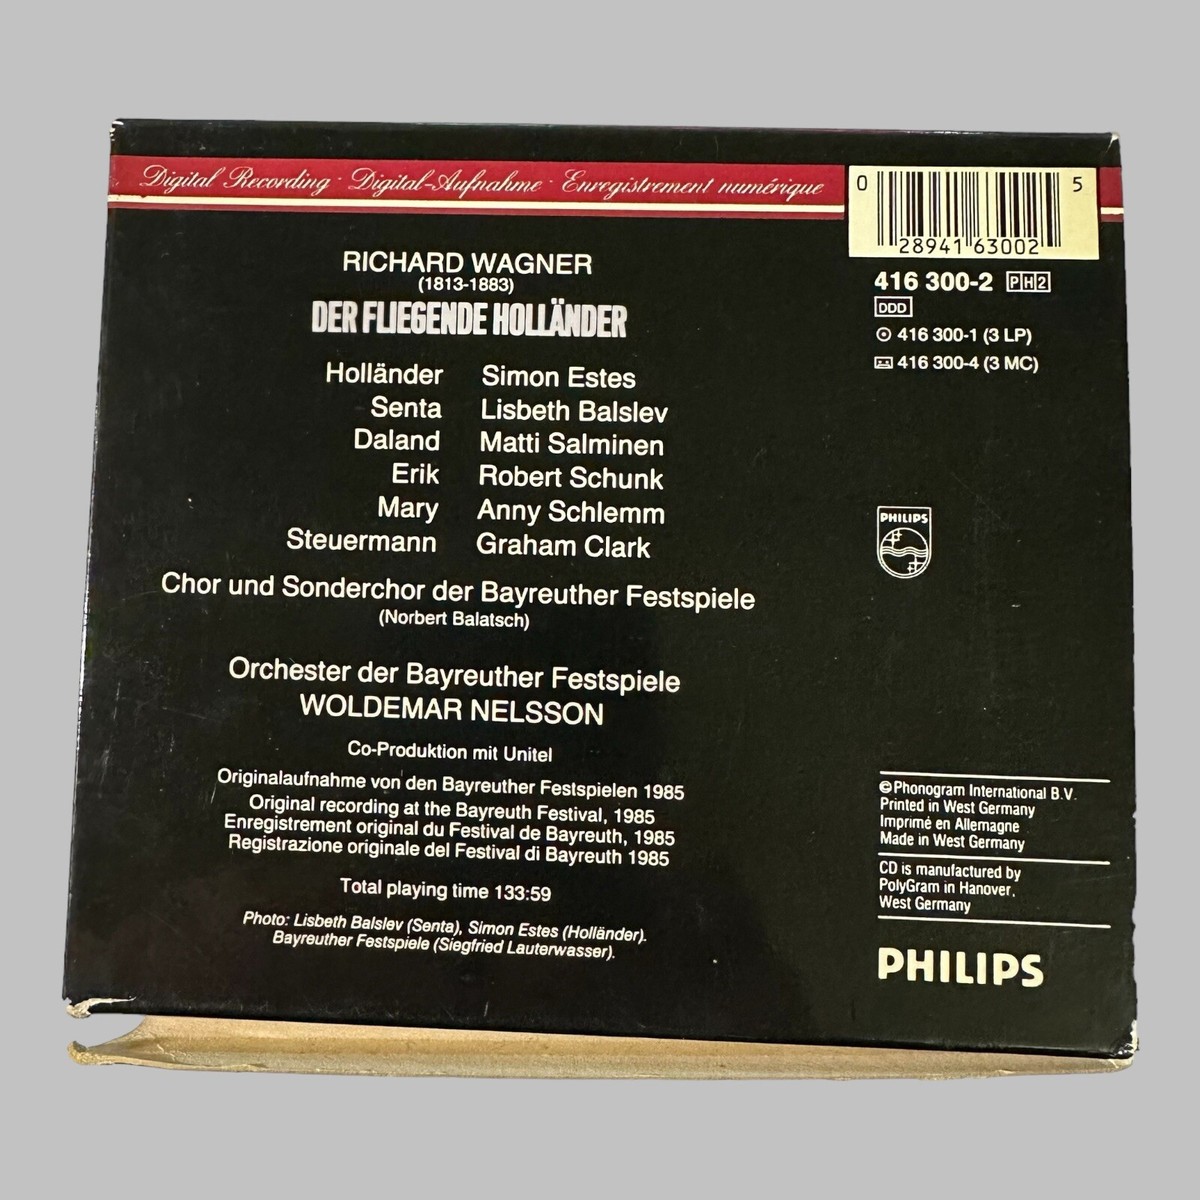 Digital Recording · Digital-Aufnahme · Enregistrement numérique
0 28941 63002 5
416 300-2 PH2
DDD
416 300-1 (3 LP)
416 300-4 (3 MC)
RICHARD WAGNER
(1813-1883)
DER FLIEGENDE HOLLÄNDER
Holländer Simon Estes
Senta Lisbeth Balslev
Daland Matti Salminen
Erik Robert Schunk
Mary Anny Schlemm
Steuermann Graham Clark
Chor und Sonderchor der Bayreuther Festspiele
(Norbert Balatsch)
Orchester der Bayreuther Festspiele
WOLDEMAR NELSSON
Co-Produktion mit Unitel
Originalaufnahme von den Bayreuther Festspielen 1985
Original recording at the Bayreuth Festival, 1985
Enregistrement original du Festival de Bayreuth, 1985
Registrazione originale del Festival di Bayreuth 1985
Total playing time 133:59
Photo: Lisbeth Balslev (Senta), Simon Estes (Holländer).
Bayreuther Festspiele (Siegfried Lauterwasser).
PHILIPS
℗ Phonogram International B.V.
Printed in West Germany
Imprimé en Allemagne
Made in West Germany
CD is manufactured by
PolyGram in Hanover,
West Germany
PHILIPS